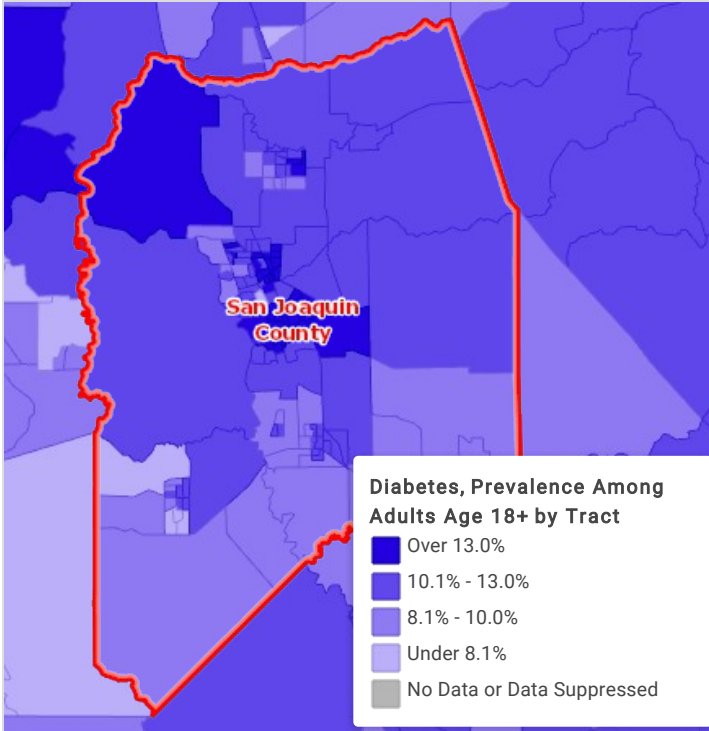 San Joaquin
County
Diabetes, Prevalence Among
Adults Age 18+ by Tract
Over 13.0%
10.1% - 13.0%
8.1% - 10.0%
Under 8.1%
No Data or Data Suppressed